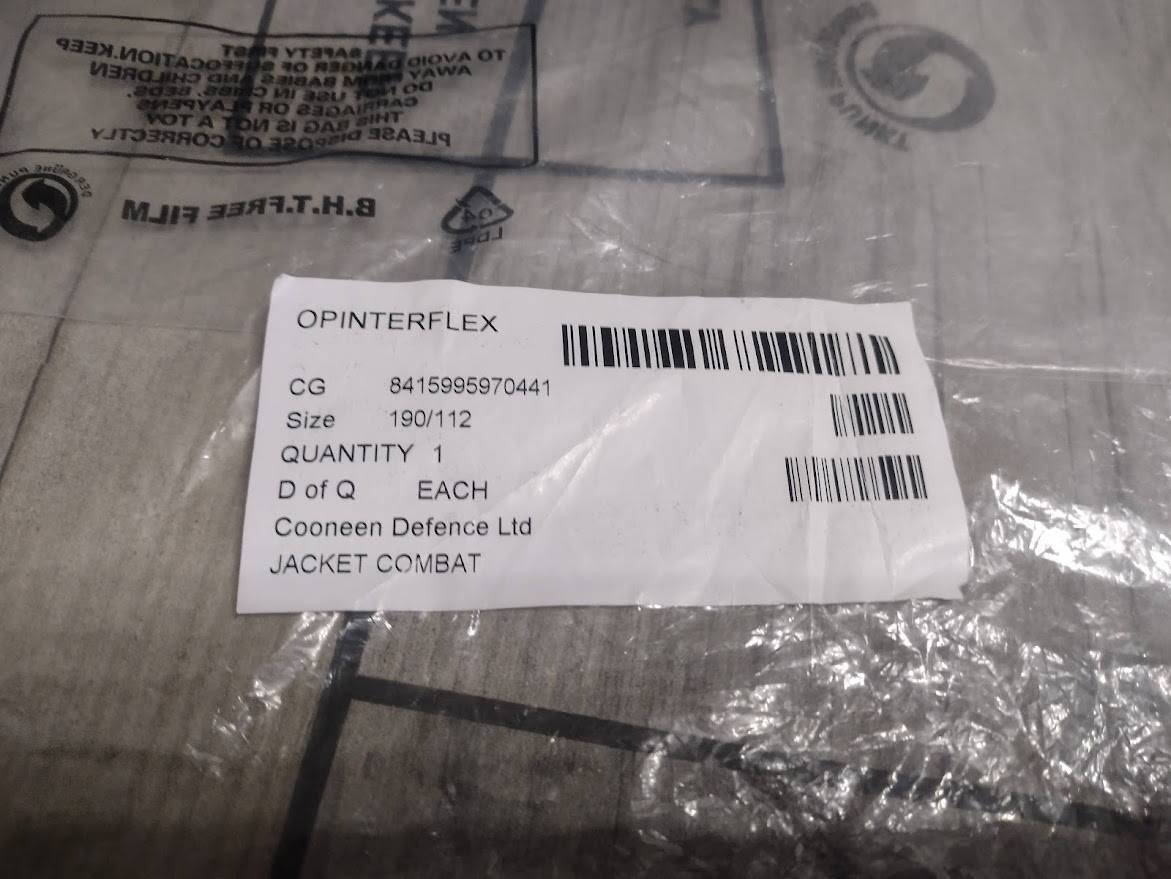 TO AVOID DANGER OF SUFFOCATION.KEEP
SAFETY FIRST
AWAY FROM BABIES AND CHILDREN
DO NOT USE IN CRIBS, BEDS,
CARRIAGES OR PLAYPENS
THIS BAG IS NOT A TOY
PLEASE DISPOSE OF CORRECTLY
B.H.T.FREE FILM
04
LDPE
PUNKT
OPINTERFLEX
CG 8415995970441
Size 190/112
QUANTITY 1
D of Q EACH
Cooneen Defence Ltd
JACKET COMBAT